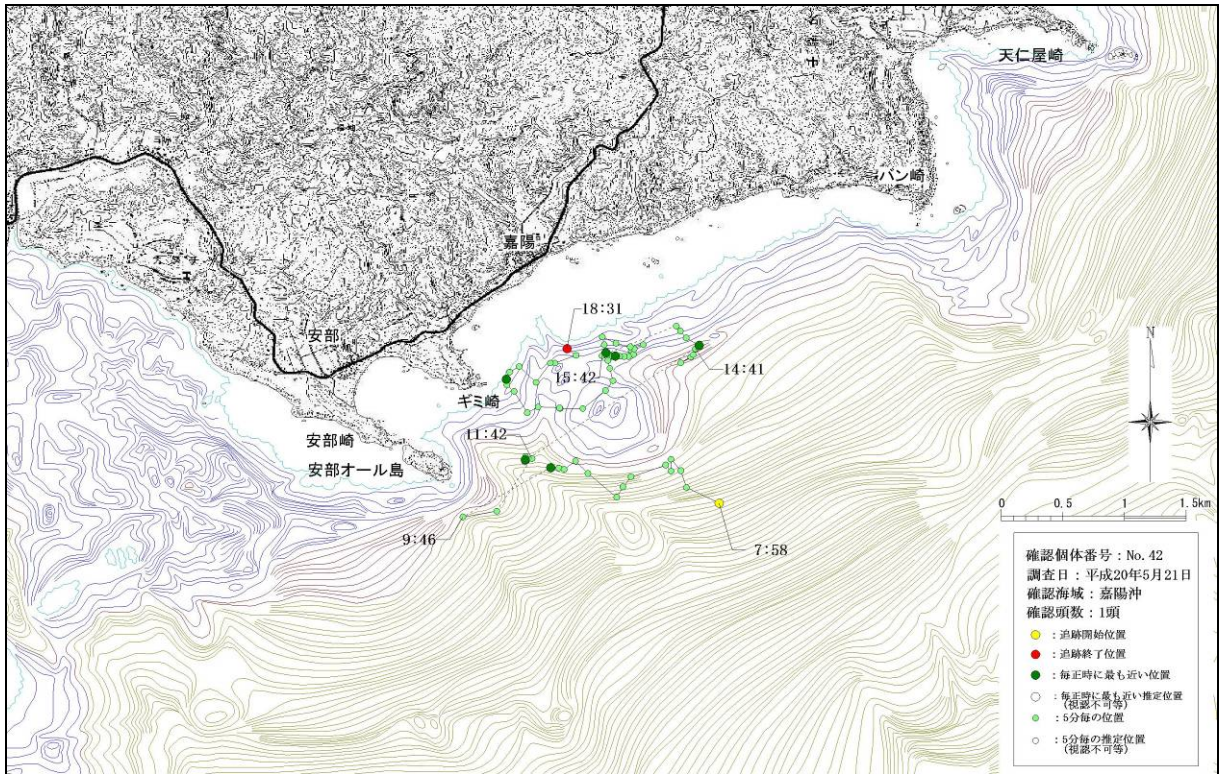 天仁屋崎
バン崎
嘉陽
18:31
安部
15:42
14:41
ギミ崎
11:42
安部崎
安部オール島
9:46
7:58
N
0 0.5 1 1.5km
確認個体番号：No. 42
調査日：平成20年5月21日
確認海域：嘉陽沖
確認頭数：1頭
：追跡開始位置
：追跡終了位置
：毎正時に最も近い位置
：毎正時に最も近い推定位置
(視認不可等)
：5分毎の位置
：5分毎の推定位置
(視認不可等)